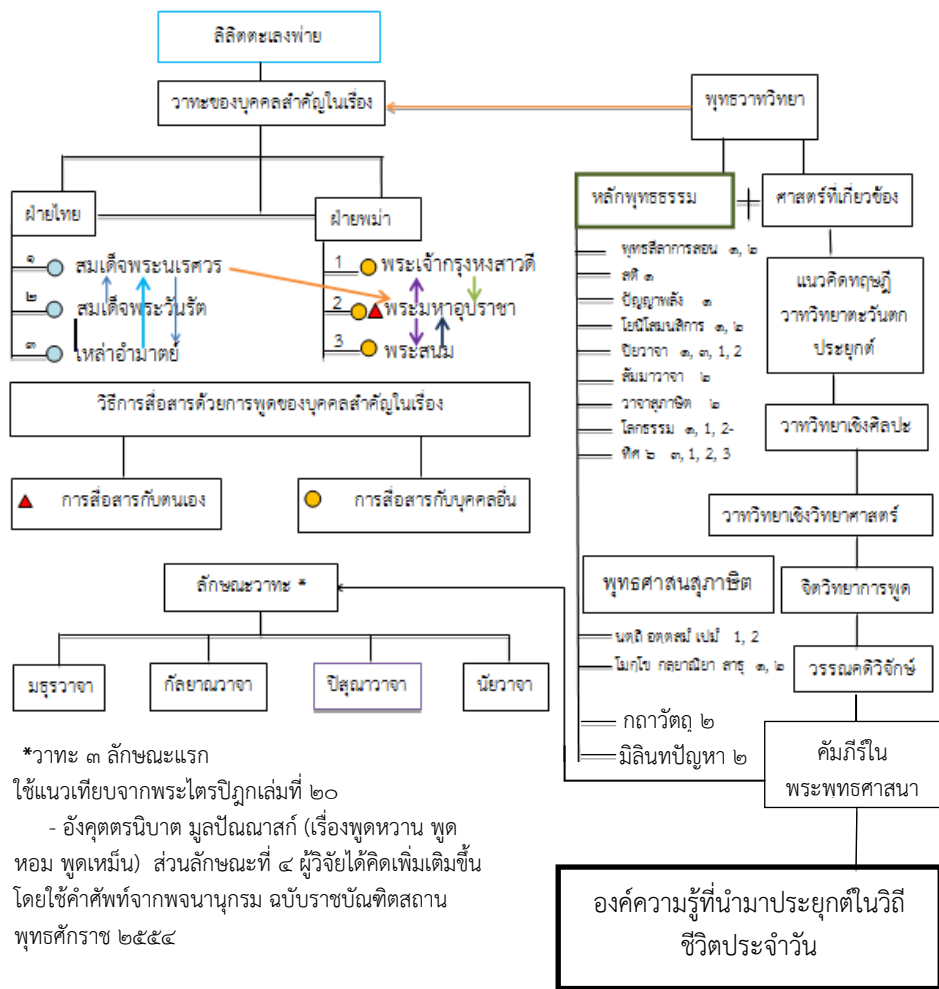 ลิลิตตะเลงพ่าย
วาทะของบุคคลสำคัญในเรื่อง
พุทธวาทวิทยา
ฝ่ายไทย
ฝ่ายพม่า
๑ สมเด็จพระนเรศวร
๒ สมเด็จพระวันรัต
๓ เหล่าอำมาตย์
1 พระเจ้ากรุงหงสาวดี
2 พระมหาอุปราชา
3 พระสนม
วิธีการสื่อสารด้วยการพูดของบุคคลสำคัญในเรื่อง
การสื่อสารกับตนเอง
การสื่อสารกับบุคคลอื่น
ลักษณะวาทะ *
มธุรวาจา
กัลยาณวาจา
ปิสุณาวาจา
นัยวาจา
*วาทะ ๓ ลักษณะแรก
ใช้แนวเทียบจากพระไตรปิฎกเล่มที่ ๒๐
- อังคุตตรนิบาต มูลปัณณาสก์ (เรื่องพูดหวาน พูด
หอม พูดเหม็น) ส่วนลักษณะที่ ๔ ผู้วิจัยได้คิดเพิ่มเติมขึ้น
โดยใช้คำศัพท์จากพจนานุกรม ฉบับราชบัณฑิตสถาน
พุทธศักราช ๒๕๕๔
หลักพุทธธรรม
ศาสตร์ที่เกี่ยวข้อง
พุทธลีลาการสอน ๑, ๒
สติ ๑
ปัญญาพลัง ๑
โยนิโสมนสิการ ๑, ๒
ปิยวาจา ๑, ๓, 1, 2
สัมมาวาจา ๒
วาจาสุภาษิต ๒
โลกธรรม ๑, 1, 2-
ทิศ ๖ ๓, 1, 2, 3
พุทธศาสนสุภาษิต
นตฺถิ อตฺตสมํ เปมํ 1, 2
โมกฺโข กลฺยาณิยา สาธุ ๑, ๒
กถาวัตถุ ๒
มิลินทปัญหา ๒
แนวคิดทฤษฎี
วาทวิทยาตะวันตก
ประยุกต์
วาทวิทยาเชิงศิลปะ
วาทวิทยาเชิงวิทยาศาสตร์
จิตวิทยาการพูด
วรรณคดีวิจักษ์
คัมภีร์ใน
พระพทธศาสนา
องค์ความรู้ที่นำมาประยุกต์ในวิถี
ชีวิตประจำวัน